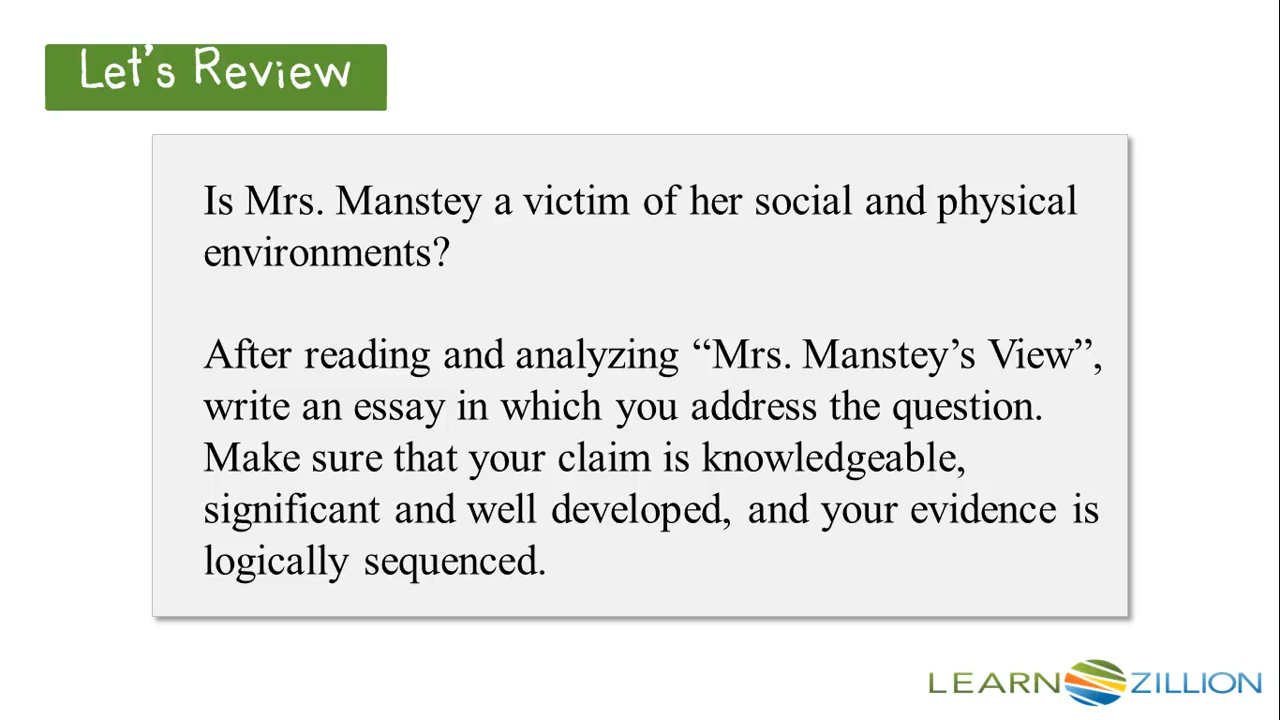 Let's Review
Is Mrs. Manstey a victim of her social and physical
environments?
After reading and analyzing “Mrs. Manstey’s View”,
write an essay in which you address the question.
Make sure that your claim is knowledgeable,
significant and well developed, and your evidence is
logically sequenced.
LEARN ZILLION